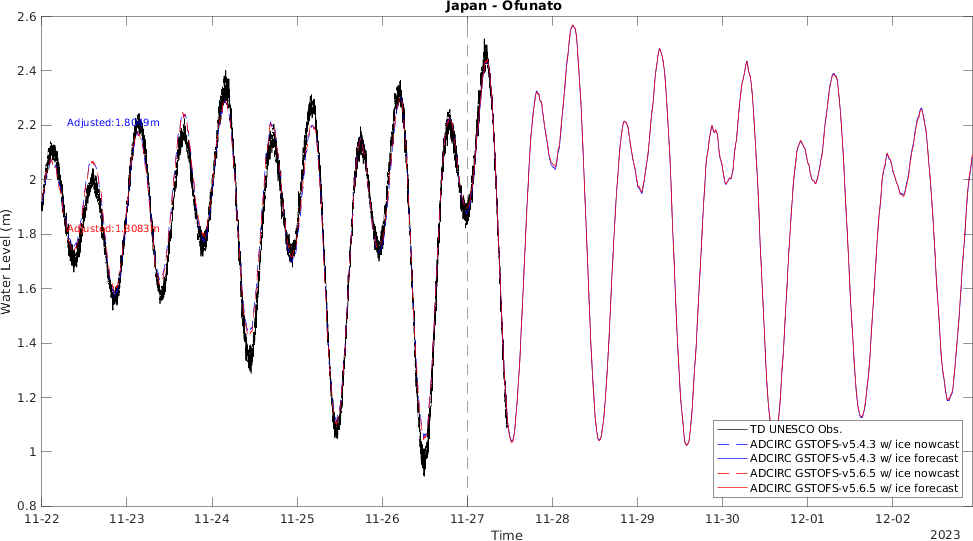 Japan - Ofunato
2.6
2.4
2.2
2
1.8
1.6
1.4
1.2
1
0.8
Water Level (m)
Adjusted:1.8083m
TD UNESCO Obs.
ADCIRC GSTOFS-v5.4.3 w/ ice nowcast
ADCIRC GSTOFS-v5.4.3 w/ ice forecast
ADCIRC GSTOFS-v5.6.5 w/ ice nowcast
ADCIRC GSTOFS-v5.6.5 w/ ice forecast
11-22 11-23 11-24 11-25 11-26 11-27 11-28 11-29 11-30 12-01 12-02
Time
2023